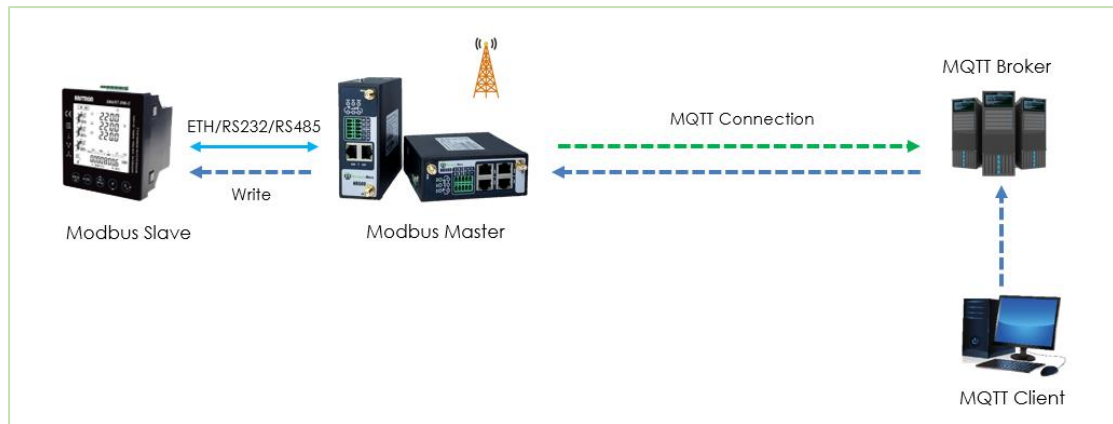 MQTT Broker
ETH/RS232/RS485
MQTT Connection
Write
Modbus Slave
Modbus Master
MQTT Client